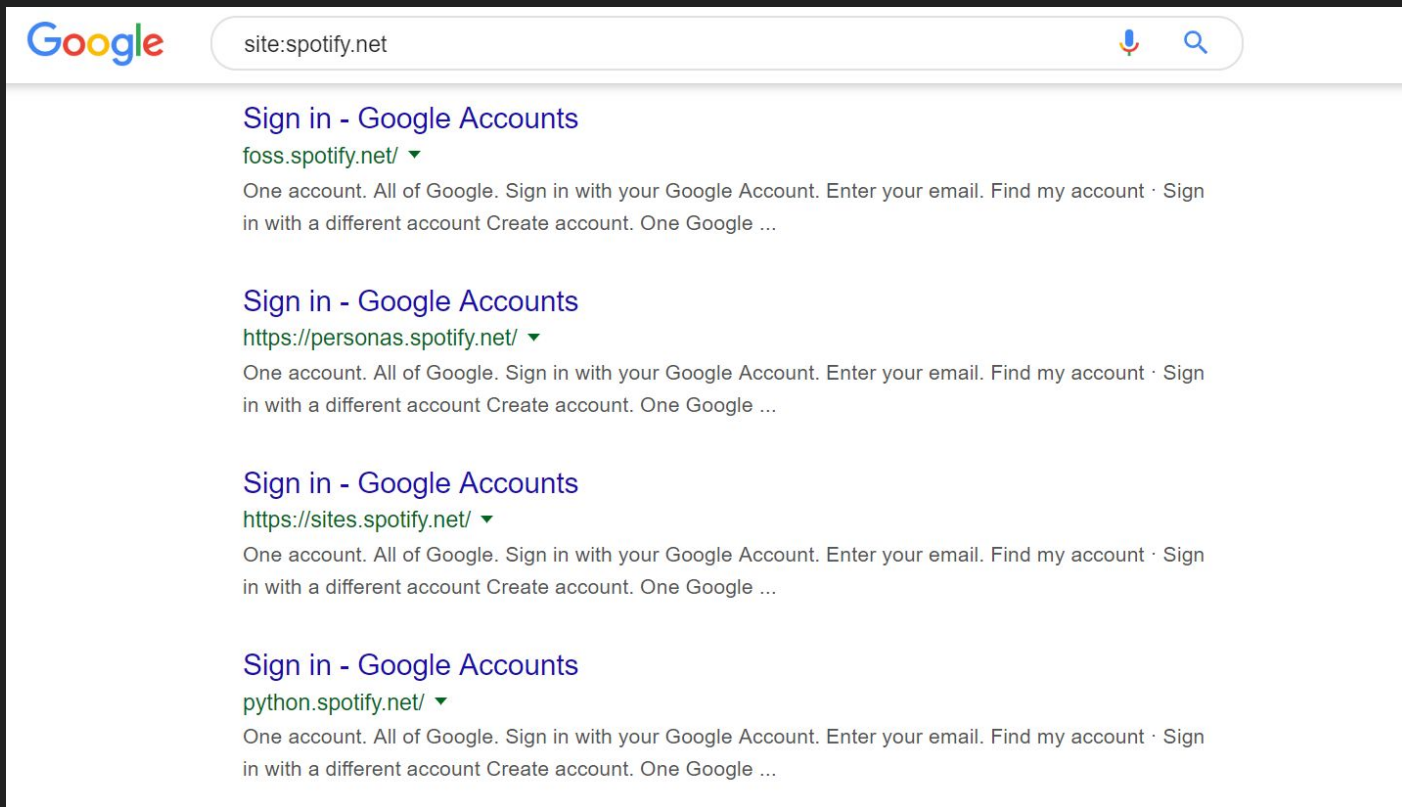 Google
site:spotify.net
Sign in - Google Accounts
foss.spotify.net/
One account. All of Google. Sign in with your Google Account. Enter your email. Find my account · Sign
in with a different account Create account. One Google ...
Sign in - Google Accounts
https://personas.spotify.net/
One account. All of Google. Sign in with your Google Account. Enter your email. Find my account · Sign
in with a different account Create account. One Google ...
Sign in - Google Accounts
https://sites.spotify.net/
One account. All of Google. Sign in with your Google Account. Enter your email. Find my account · Sign
in with a different account Create account. One Google ...
Sign in - Google Accounts
python.spotify.net/
One account. All of Google. Sign in with your Google Account. Enter your email. Find my account · Sign
in with a different account Create account. One Google ...